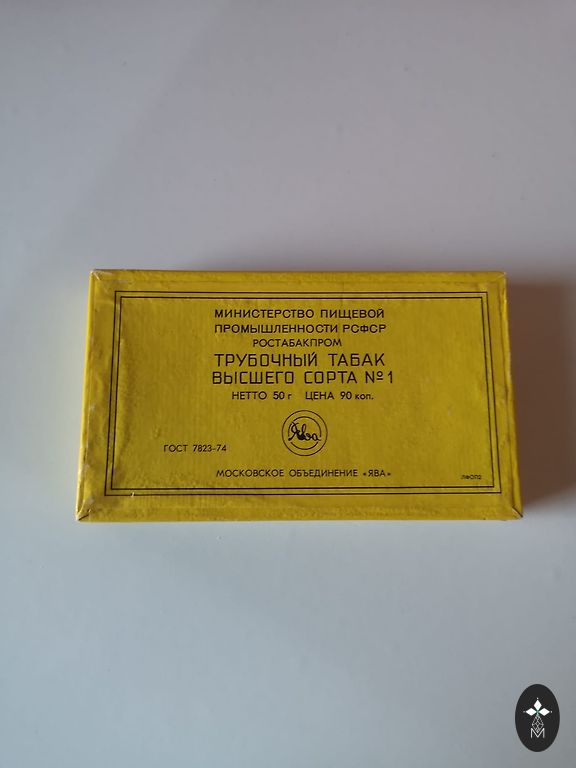 МИНИСТЕРСТВО ПИЩЕВОЙ
ПРОМЫШЛЕННОСТИ РСФСР
РОСТАБАКПРОМ
ТРУБОЧНЫЙ ТАБАК
ВЫСШЕГО СОРТА №1
НЕТТО 50 г ЦЕНА 90 коп.
Ява
ГОСТ 7823-74
МОСКОВСКОЕ ОБЪЕДИНЕНИЕ «ЯВА»
M